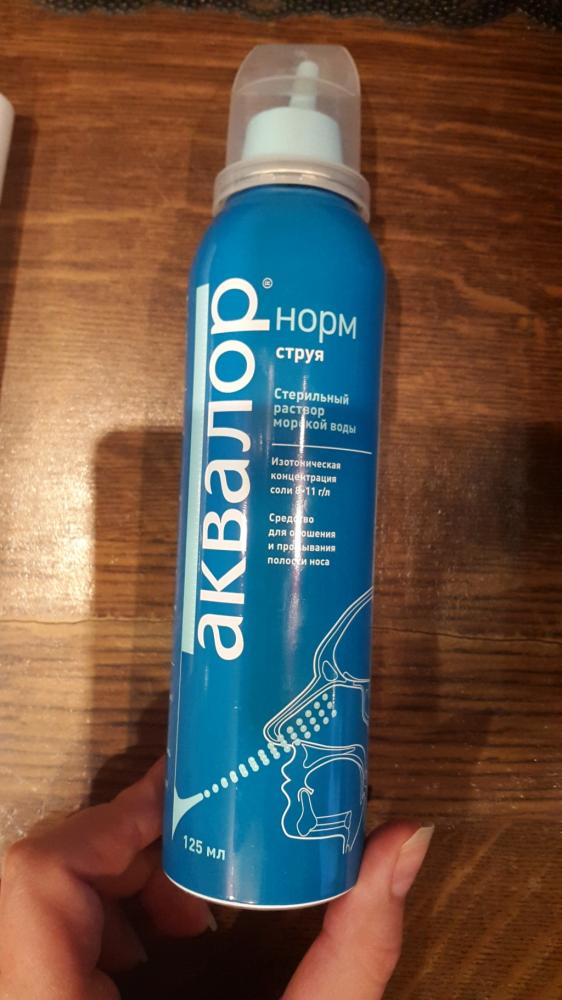 аквалор®
норм
струя
Стерильный
раствор
морской воды
Изотоническая
концентрация
соли 8-11 г/л
Средство
для орошения
и промывания
полости носа
125 мл